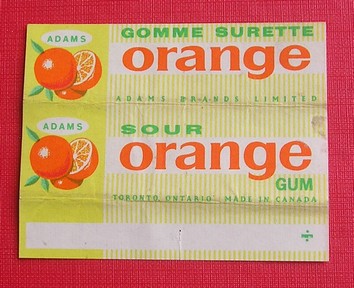 ADAMS
GOMME SURETTE
orange
ADAMS BRANDS LIMITED
ADAMS
SOUR
orange
GUM
TORONTO, ONTARIO MADE IN CANADA